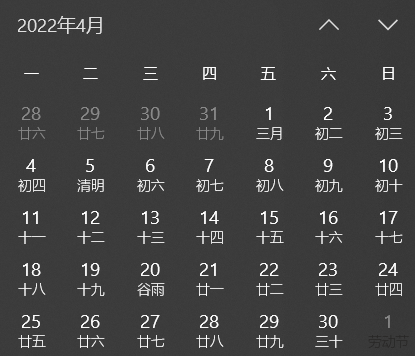 2022年4月
一 二 三 四 五 六 日
28 29 30 31 1 2 3
廿六 廿七 廿八 廿九 三月 初二 初三
4 5 6 7 8 9 10
初四 清明 初六 初七 初八 初九 初十
11 12 13 14 15 16 17
十一 十二 十三 十四 十五 十六 十七
18 19 20 21 22 23 24
十八 十九 谷雨 廿一 廿二 廿三 廿四
25 26 27 28 29 30 1
廿五 廿六 廿七 廿八 廿九 三十 劳动节